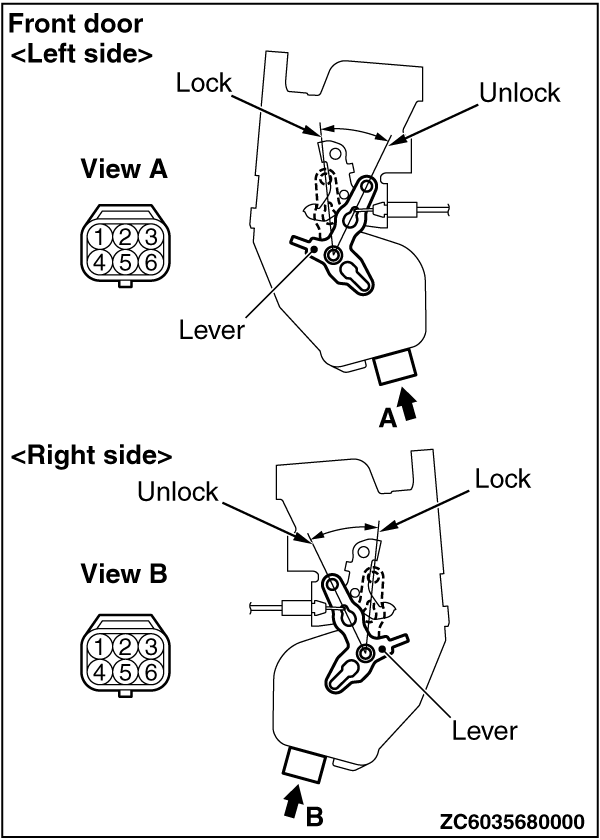 Front door
<Left side>
Lock
Unlock
View A
1 2 3
4 5 6
Lever
A
<Right side>
Unlock
Lock
View B
1 2 3
4 5 6
Lever
B
ZC6035680000